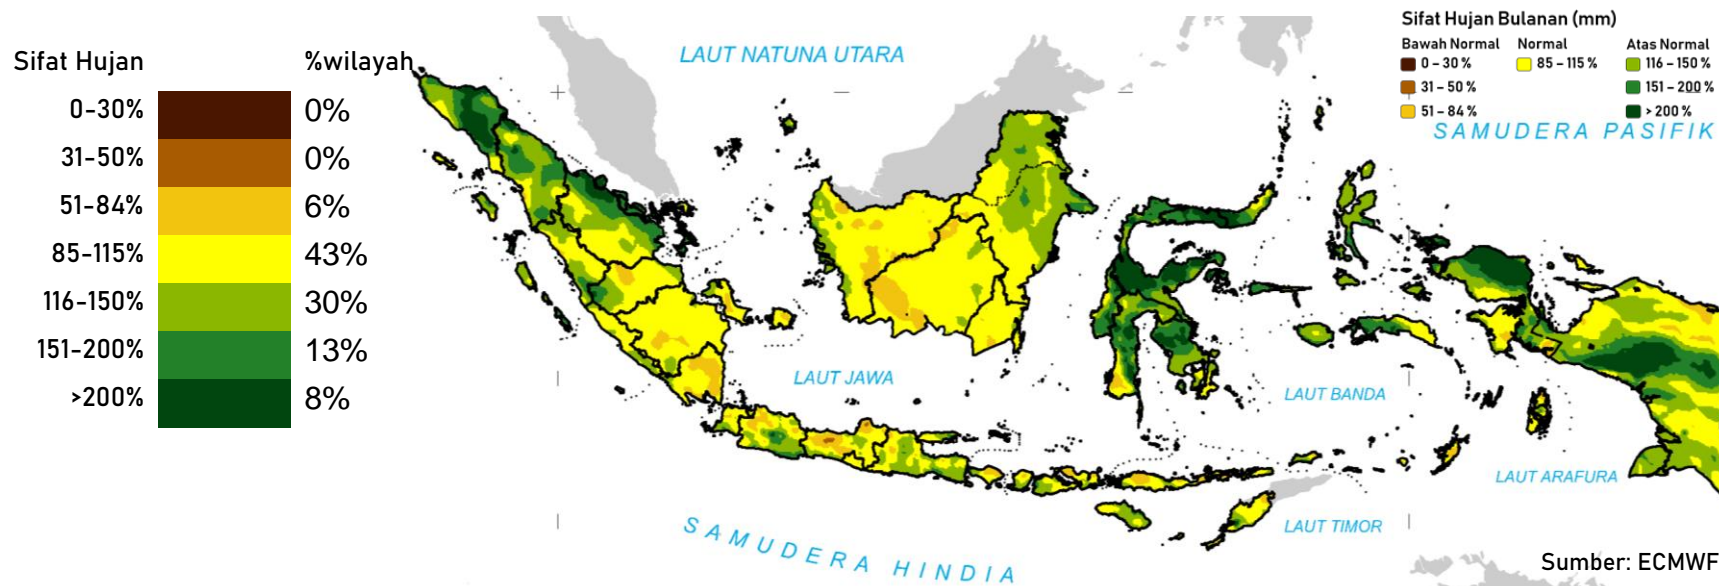 Sifat Hujan %wilayah
0-30% 0%
31-50% 0%
51-84% 6%
85-115% 43%
116-150% 30%
151-200% 13%
>200% 8%
LAUT NATUNA UTARA
Sifat Hujan Bulanan (mm)
Bawah Normal Normal Atas Normal
0 – 30 % 85 – 115 % 116 – 150 %
31 – 50 % 151 – 200 %
51 – 84 % > 200 %
SAMUDERA PASIFIK
LAUT JAWA
LAUT BANDA
LAUT ARAFURA
LAUT TIMOR
SAMUDERA HINDIA
Sumber: ECMWF